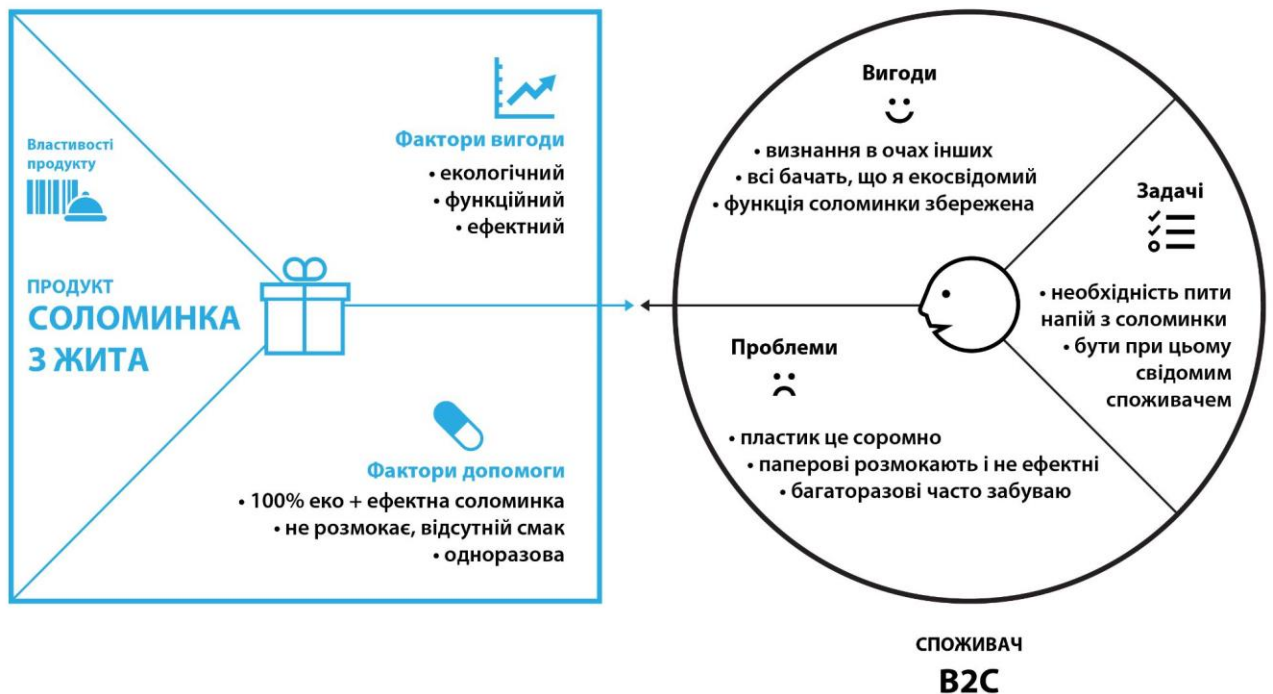 Властивості
продукту
ПРОДУКТ
СОЛОМИНКА
З ЖИТА
Фактори вигоди
• екологічний
• функційний
• ефектний
Фактори допомоги
• 100% еко + ефектна соломинка
• не розмокає, відсутній смак
• одноразова
Вигоди
• визнання в очах інших
• всі бачать, що я екосвідомий
• функція соломинки збережена
Задачі
• необхідність пити
напій з соломинки
• бути при цьому
свідомим
споживачем
Проблеми
• пластик це соромно
• паперові розмокають і не ефектні
• багаторазові часто забуваю
СПОЖИВАЧ
B2C